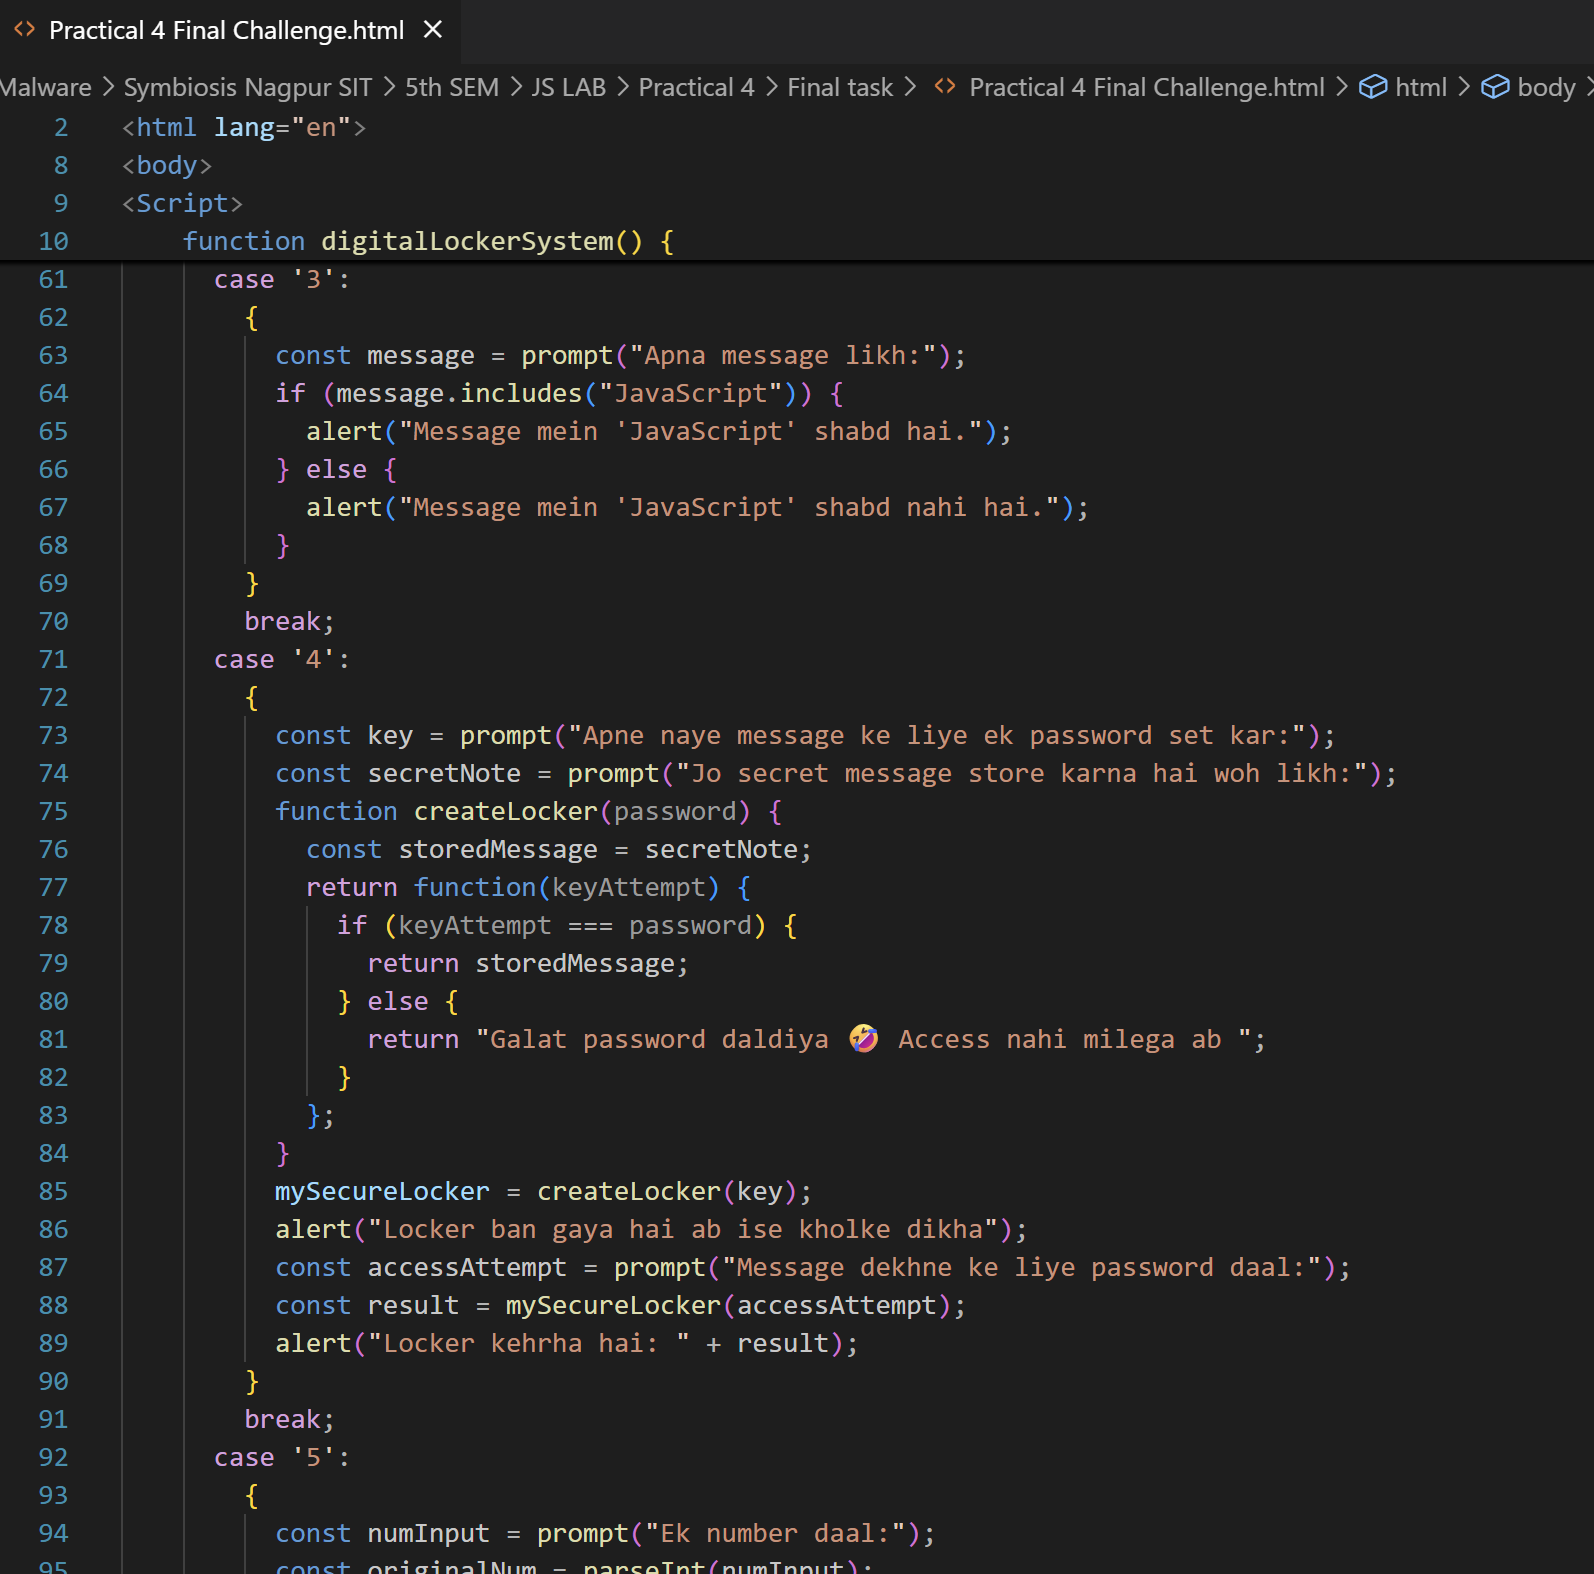 Practical 4 Final Challenge.html
Malware > Symbiosis Nagpur SIT > 5th SEM > JS LAB > Practical 4 > Final task > Practical 4 Final Challenge.html > html > body >
2 <html lang="en">
8 <body>
9 <Script>
10 function digitalLockerSystem() {
61 case '3':
62 {
63 const message = prompt("Apna message likh:");
64 if (message.includes("JavaScript")) {
65 alert("Message mein 'JavaScript' shabd hai.");
66 } else {
67 alert("Message mein 'JavaScript' shabd nahi hai.");
68 }
69 }
70 break;
71 case '4':
72 {
73 const key = prompt("Apne naye message ke liye ek password set kar:");
74 const secretNote = prompt("Jo secret message store karna hai woh likh:");
75 function createLocker(password) {
76 const storedMessage = secretNote;
77 return function(keyAttempt) {
78 if (keyAttempt === password) {
79 return storedMessage;
80 } else {
81 return "Galat password daldiya 🤣 Access nahi milega ab ";
82 }
83 };
84 }
85 mySecureLocker = createLocker(key);
86 alert("Locker ban gaya hai ab ise kholke dikha");
87 const accessAttempt = prompt("Message dekhne ke liye password daal:");
88 const result = mySecureLocker(accessAttempt);
89 alert("Locker kehrha hai: " + result);
90 }
91 break;
92 case '5':
93 {
94 const numInput = prompt("Ek number daal:");
95 const originalNum = parseInt(numInput);